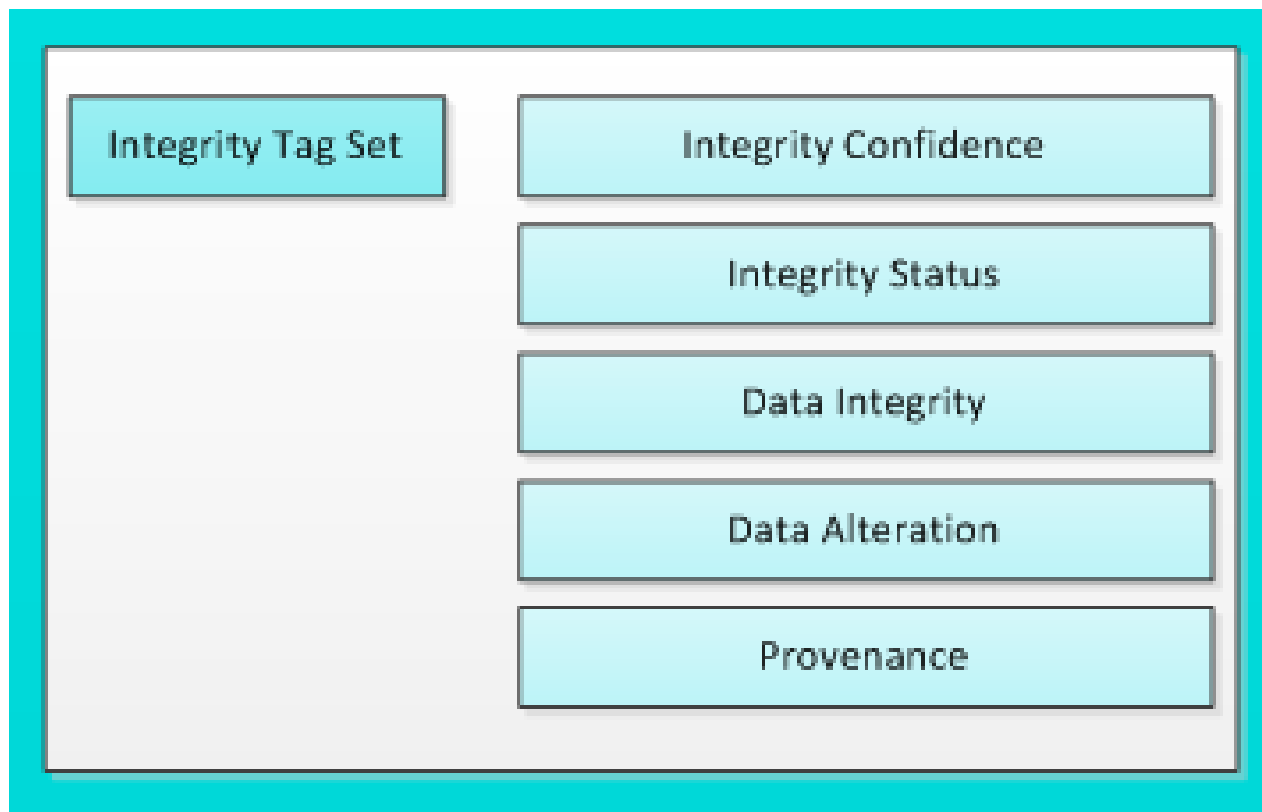 Integrity Tag Set
Integrity Confidence
Integrity Status
Data Integrity
Data Alteration
Provenance